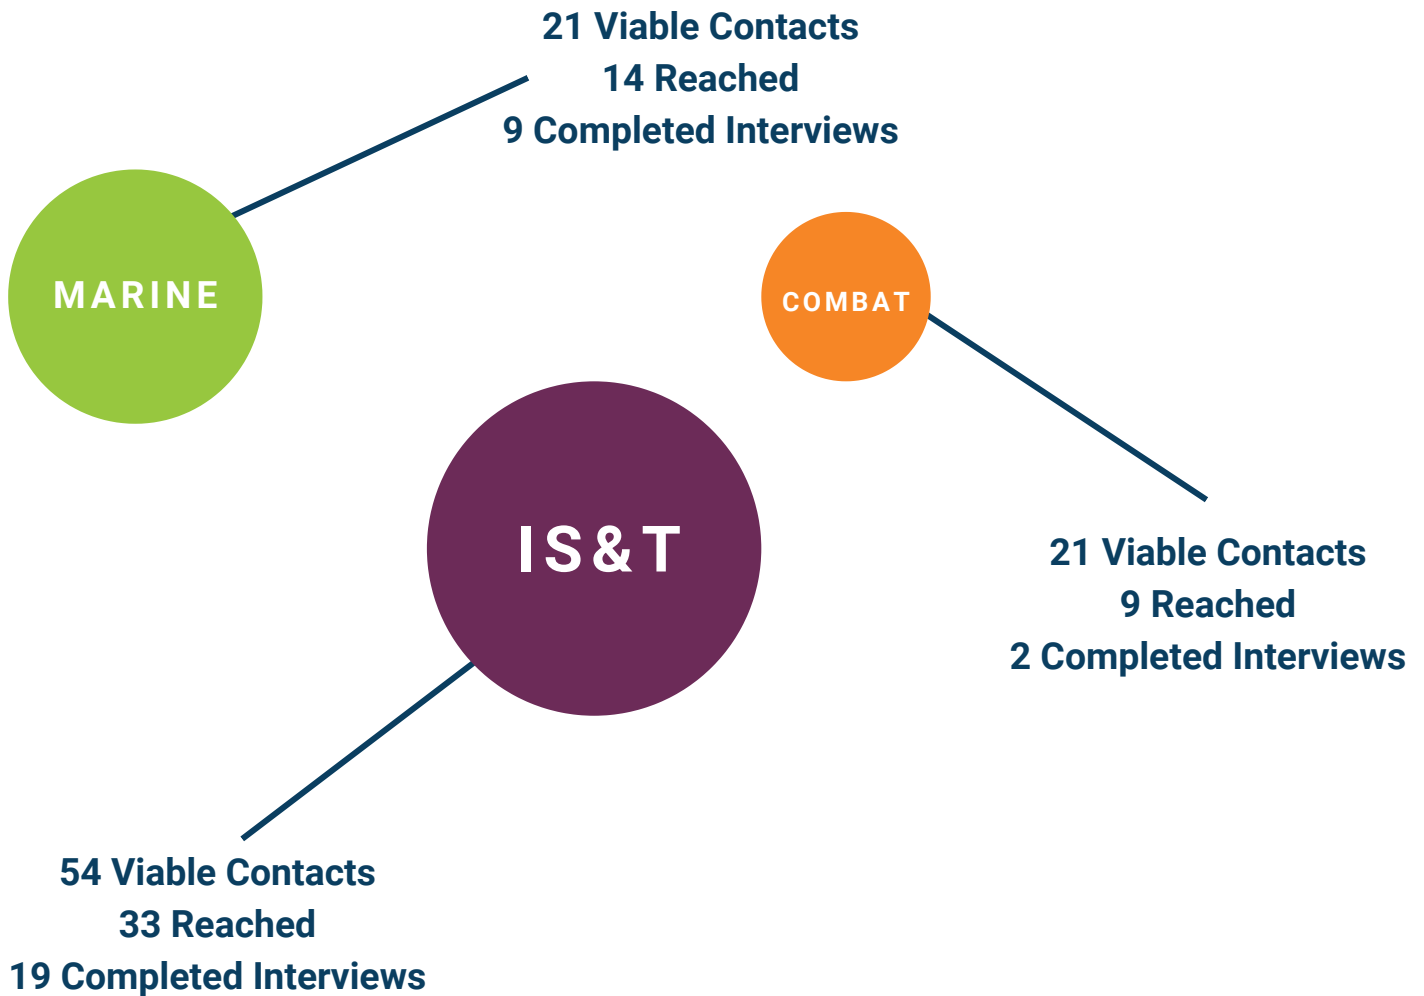 21 Viable Contacts
14 Reached
9 Completed Interviews
MARINE
COMBAT
IS&T
21 Viable Contacts
9 Reached
2 Completed Interviews
54 Viable Contacts
33 Reached
19 Completed Interviews